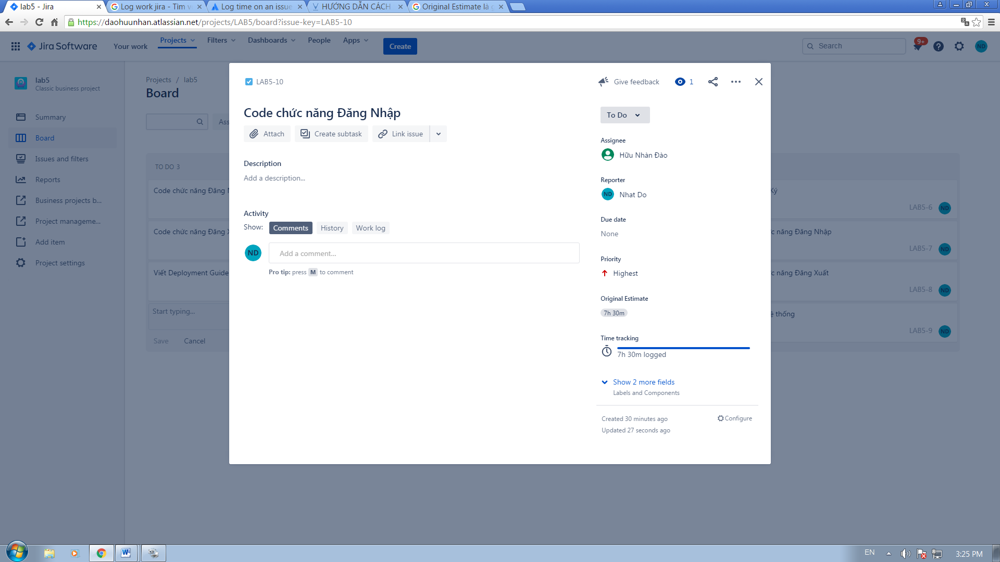 lab5 - Jira
Log work jira - Tìm v
Log time on an issue
HƯỚNG DẪN CÁCH
Original Estimate là g
https://daohuunhan.atlassian.net/projects/LAB5/board?issue-key=LAB5-10
Jira Software
Your work
Projects
Filters
Dashboards
People
Apps
Create
Search
9+
ND
lab5
Classic business project
Summary
Board
Issues and filters
Reports
Business projects b...
Project manageme...
Add item
Project settings
Projects / lab5
Board
Ass
TO DO 3
Code chức năng Đăng N
Code chức năng Đăng X
Viết Deployment Guide
Start typing...
Save Cancel
LAB5-10
Give feedback
1
Code chức năng Đăng Nhập
Attach
Create subtask
Link issue
Description
Add a description...
Activity
Show: Comments History Work log
ND
Add a comment...
Pro tip: press M to comment
To Do
Assignee
Hữu Nhàn Đào
Reporter
ND Nhat Do
Due date
None
Priority
Highest
Original Estimate
7h 30m
Time tracking
7h 30m logged
Show 2 more fields
Labels and Components
Created 30 minutes ago
Configure
Updated 27 seconds ago
Ký
LAB5-6 ND
c năng Đăng Nhập
LAB5-7 ND
c năng Đăng Xuất
LAB5-8 ND
ệ thống
LAB5-9 ND
EN
3:25 PM